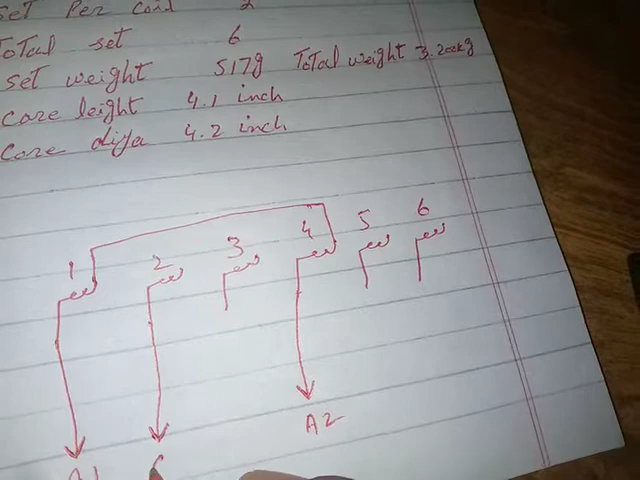 Set Per Coil 2
Total set 6
Set weight 517g Total weight 3.200kg
Core leight 4.1 inch
Core diya 4.2 inch
1 2 3 4 5 6
A2
A1